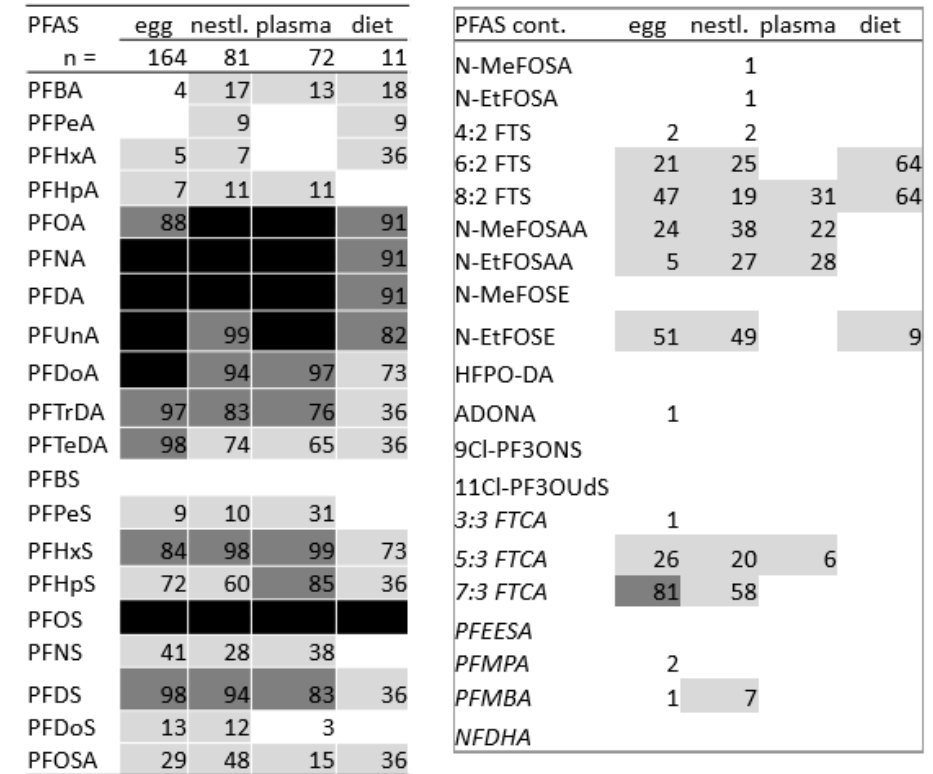 PFAS egg nestl. plasma diet
n = 164 81 72 11
PFBA 4 17 13 18
PFPeA 9 9
PFHxA 5 7 36
PFHpA 7 11 11
PFOA 88 91
PFNA 91
PFDA 91
PFUnA 99 82
PFDoA 94 97 73
PFTrDA 97 83 76 36
PFTeDA 98 74 65 36
PFBS
PFPeS 9 10 31
PFHxS 84 98 99 73
PFHpS 72 60 85 36
PFOS
PFNS 41 28 38
PFDS 98 94 83 36
PFDoS 13 12 3
PFOSA 29 48 15 36
PFAS cont. egg nestl. plasma diet
N-MeFOSA 1
N-EtFOSA 1
4:2 FTS 2 2
6:2 FTS 21 25 64
8:2 FTS 47 19 31 64
N-MeFOSAA 24 38 22
N-EtFOSAA 5 27 28
N-MeFOSE
N-EtFOSE 51 49 9
HFPO-DA
ADONA 1
9Cl-PF3ONS
11Cl-PF3OUdS
3:3 FTCA 1
5:3 FTCA 26 20 6
7:3 FTCA 81 58
PFEESA
PFMPA 2
PFMBA 1 7
NFDHA